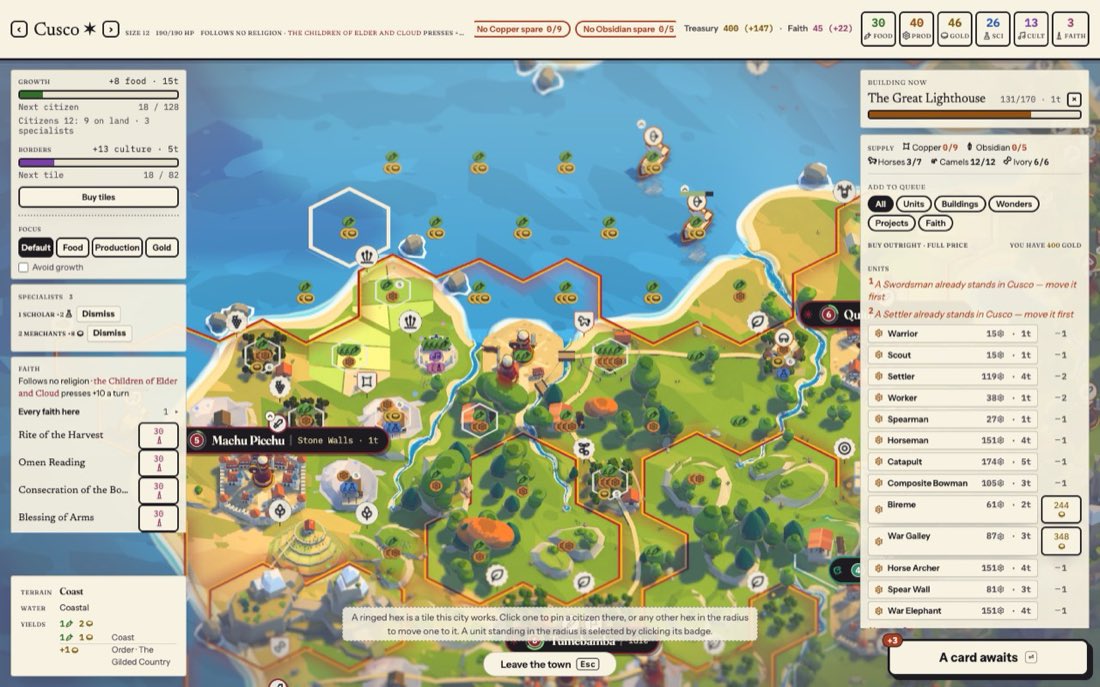 ‹ Cusco ✶ › SIZE 12 190/190 HP FOLLOWS NO RELIGION · THE CHILDREN OF ELDER AND CLOUD PRESSES +…
No Copper spare 0/9 No Obsidian spare 0/5 Treasury 400 (+147) · Faith 45 (+22)
30 FOOD
40 PROD
46 GOLD
26 SCI
13 CULT
3 FAITH
GROWTH +8 food · 15t
Next citizen 18 / 128
Citizens 12: 9 on land · 3
specialists
BORDERS +13 culture · 5t
Next tile 18 / 82
Buy tiles
FOCUS
Default Food Production Gold
Avoid growth
SPECIALISTS 3
1 SCHOLAR +2 Dismiss
2 MERCHANTS +8 Dismiss
FAITH
Follows no religion · the Children of Elder
and Cloud presses +10 a turn
Every faith here 1
Rite of the Harvest 30
Omen Reading 30
Consecration of the Bo… 30
Blessing of Arms 30
TERRAIN Coast
WATER Coastal
YIELDS 1 2
1 1 Coast
+1 Order · The
Gilded Country
6 Qu
5 Machu Picchu | Stone Walls · 1t
4
A ringed hex is a tile this city works. Click one to pin a citizen there, or any other hex in the radius
to move one to it. A unit standing in the radius is selected by clicking its badge.
Leave the town Esc
BUILDING NOW
The Great Lighthouse 131/170 · 1t ×
SUPPLY Copper 0/9 Obsidian 0/5
Horses 3/7 Camels 12/12 Ivory 6/6
ADD TO QUEUE
All Units Buildings Wonders
Projects Faith
BUY OUTRIGHT · FULL PRICE YOU HAVE 400 GOLD
UNITS
1 A Swordsman already stands in Cusco — move it
first
2 A Settler already stands in Cusco — move it first
Warrior 15 · 1t —1
Scout 15 · 1t —1
Settler 119 · 4t —2
Worker 38 · 1t —2
Spearman 27 · 1t —1
Horseman 151 · 4t —1
Catapult 174 · 5t —1
Composite Bowman 105 · 3t —1
Bireme 61 · 2t 244
War Galley 87 · 3t 348
Horse Archer 151 · 4t —1
Spear Wall 81 · 3t —1
War Elephant 151 · 4t —1
+3
A card awaits ⏎